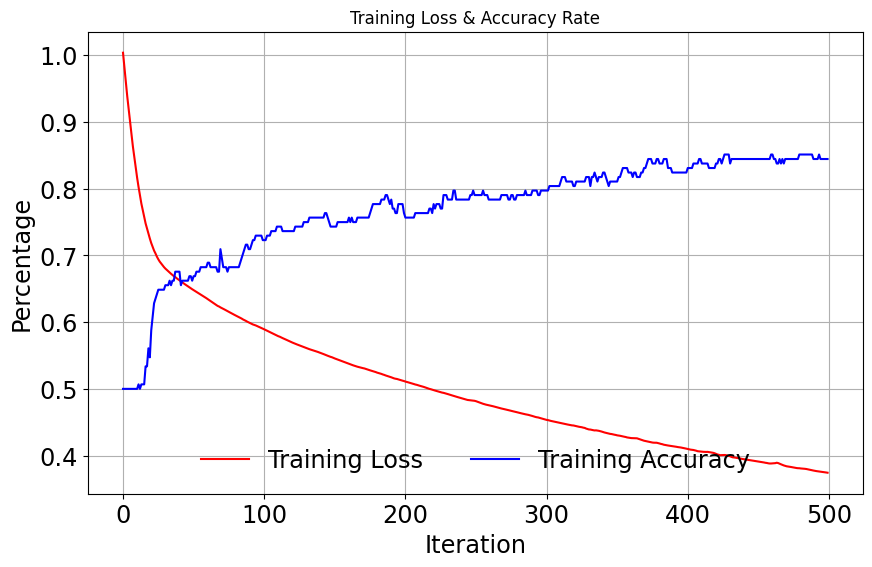 Training Loss & Accuracy Rate
Percentage
1.0
0.9
0.8
0.7
0.6
0.5
0.4
Training Loss
Training Accuracy
0
100
200
300
400
500
Iteration